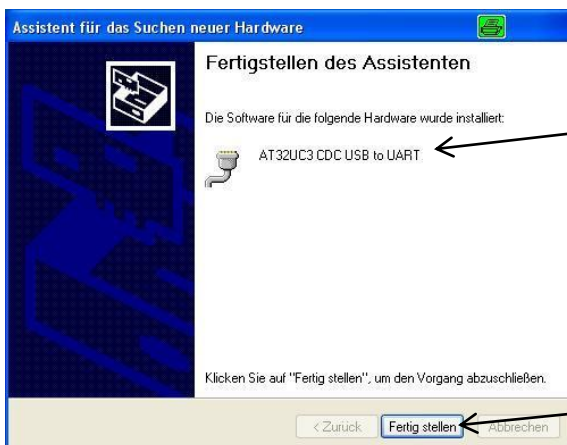 Assistent für das Suchen neuer Hardware
Fertigstellen des Assistenten
Die Software für die folgende Hardware wurde installiert:
AT32UC3 CDC USB to UART
Klicken Sie auf "Fertig stellen", um den Vorgang abzuschließen.
< Zurück Fertig stellen Abbrechen